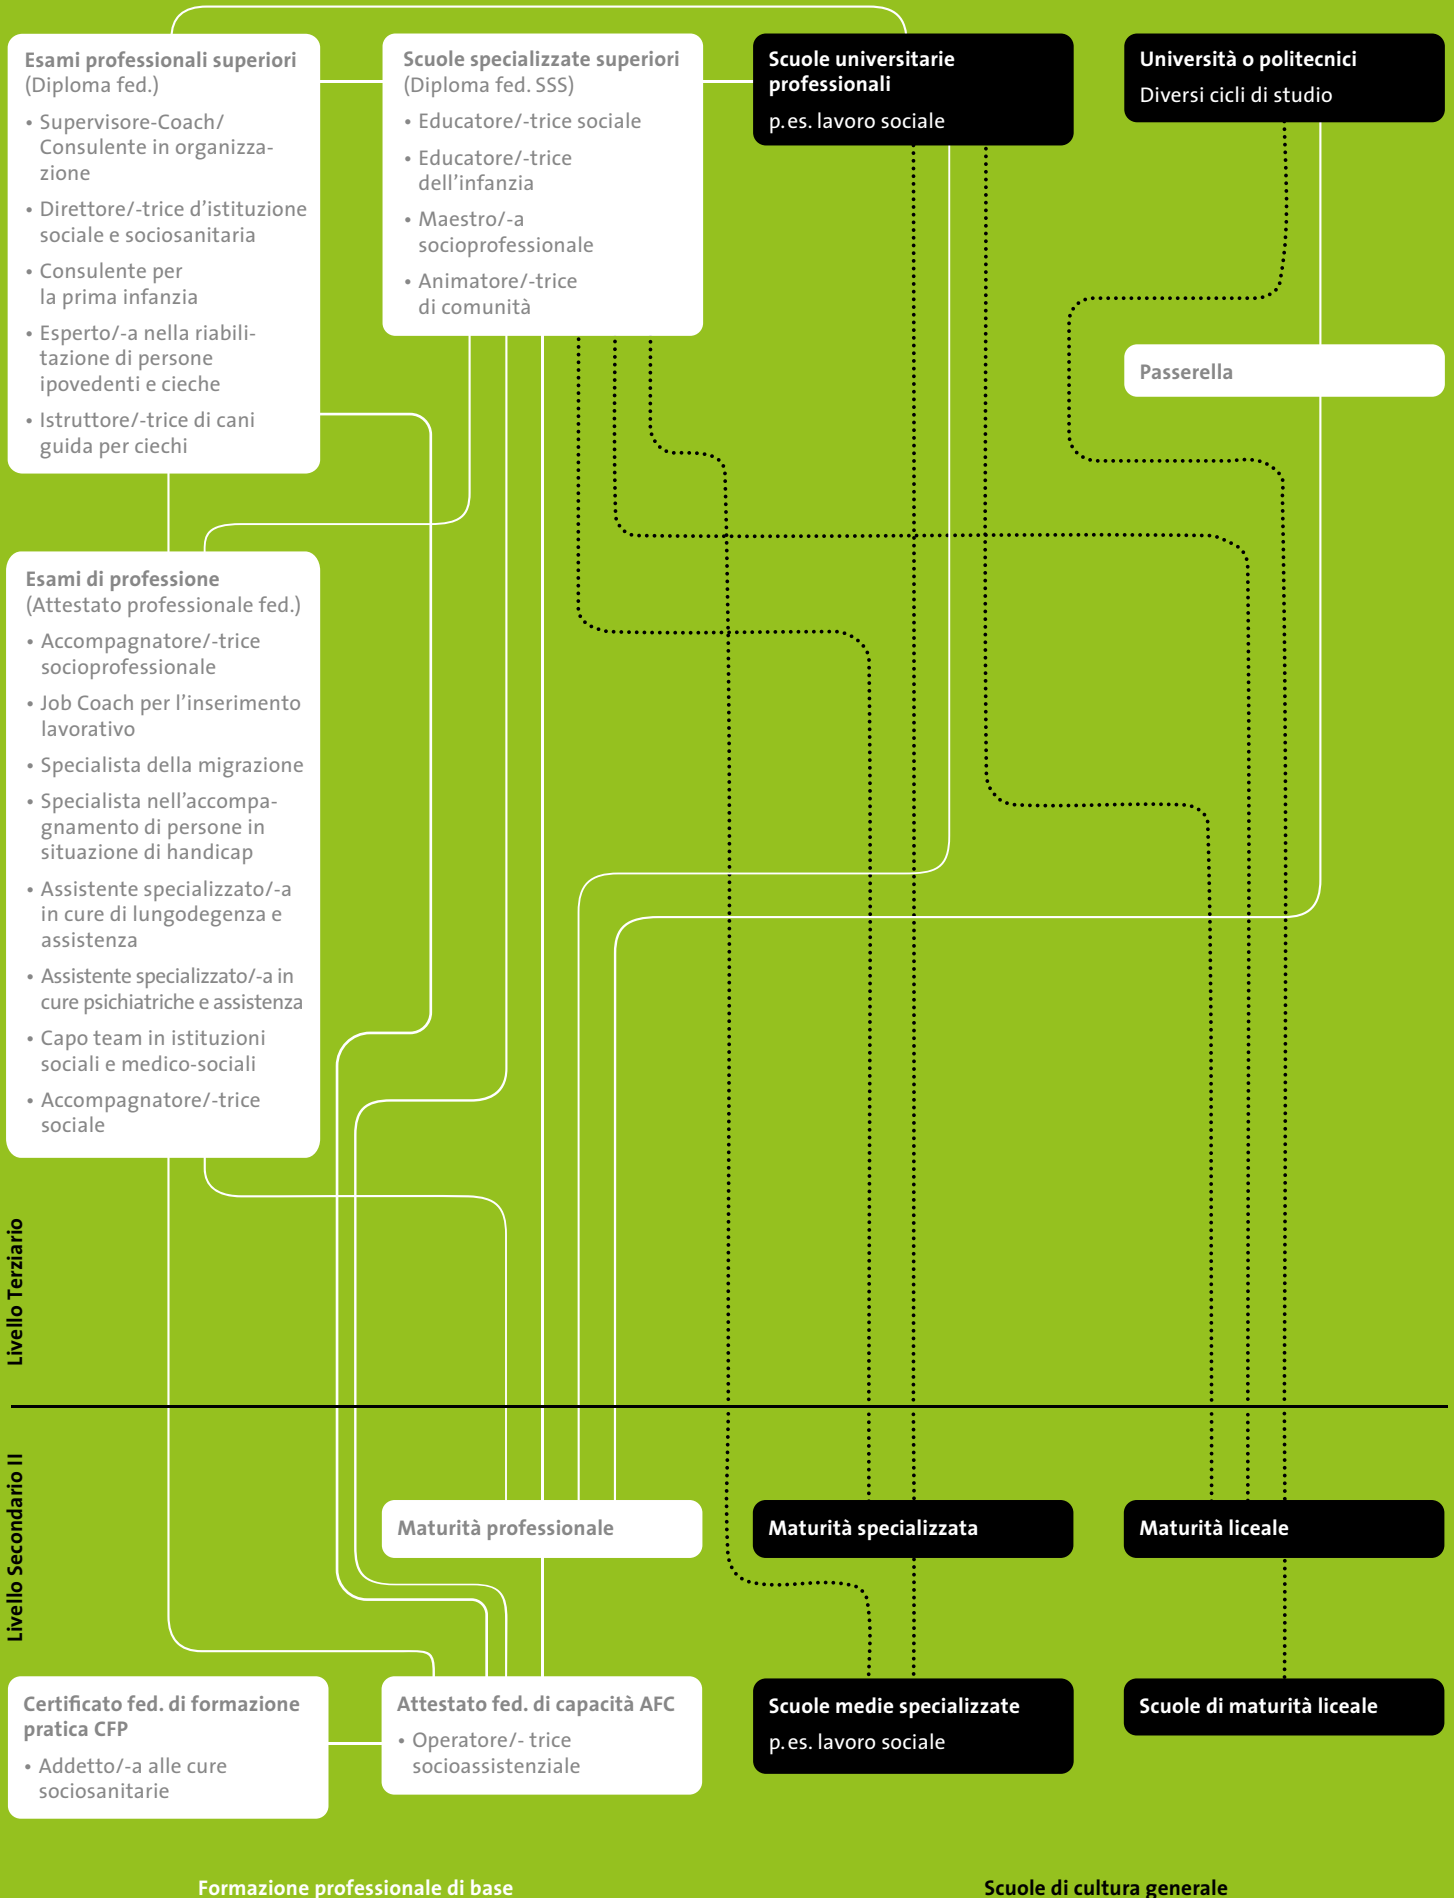 Esami professionali superiori
(Diploma fed.)
• Supervisore-Coach/
Consulente in organizza-
zione
• Direttore/-trice d'istituzione
sociale e sociosanitaria
• Consulente per
la prima infanzia
• Esperto/-a nella riabili-
tazione di persone
ipovedenti e cieche
• Istruttore/-trice di cani
guida per ciechi
Scuole specializzate superiori
(Diploma fed. SSS)
• Educatore/-trice sociale
• Educatore/-trice
dell'infanzia
• Maestro/-a
socioprofessionale
• Animatore/-trice
di comunità
Scuole universitarie
professionali
p. es. lavoro sociale
Università o politecnici
Diversi cicli di studio
Passerella
Esami di professione
(Attestato professionale fed.)
• Accompagnatore/-trice
socioprofessionale
• Job Coach per l'inserimento
lavorativo
• Specialista della migrazione
• Specialista nell'accompa-
gnamento di persone in
situazione di handicap
• Assistente specializzato/-a
in cure di lungodegenza e
assistenza
• Assistente specializzato/-a in
cure psichiatriche e assistenza
• Capo team in istituzioni
sociali e medico-sociali
• Accompagnatore/-trice
sociale
Livello Terziario
Livello Secondario II
Maturità professionale
Maturità specializzata
Maturità liceale
Certificato fed. di formazione
pratica CFP
• Addetto/-a alle cure
sociosanitarie
Attestato fed. di capacità AFC
• Operatore/- trice
socioassistenziale
Scuole medie specializzate
p. es. lavoro sociale
Scuole di maturità liceale
Formazione professionale di base
Scuole di cultura generale